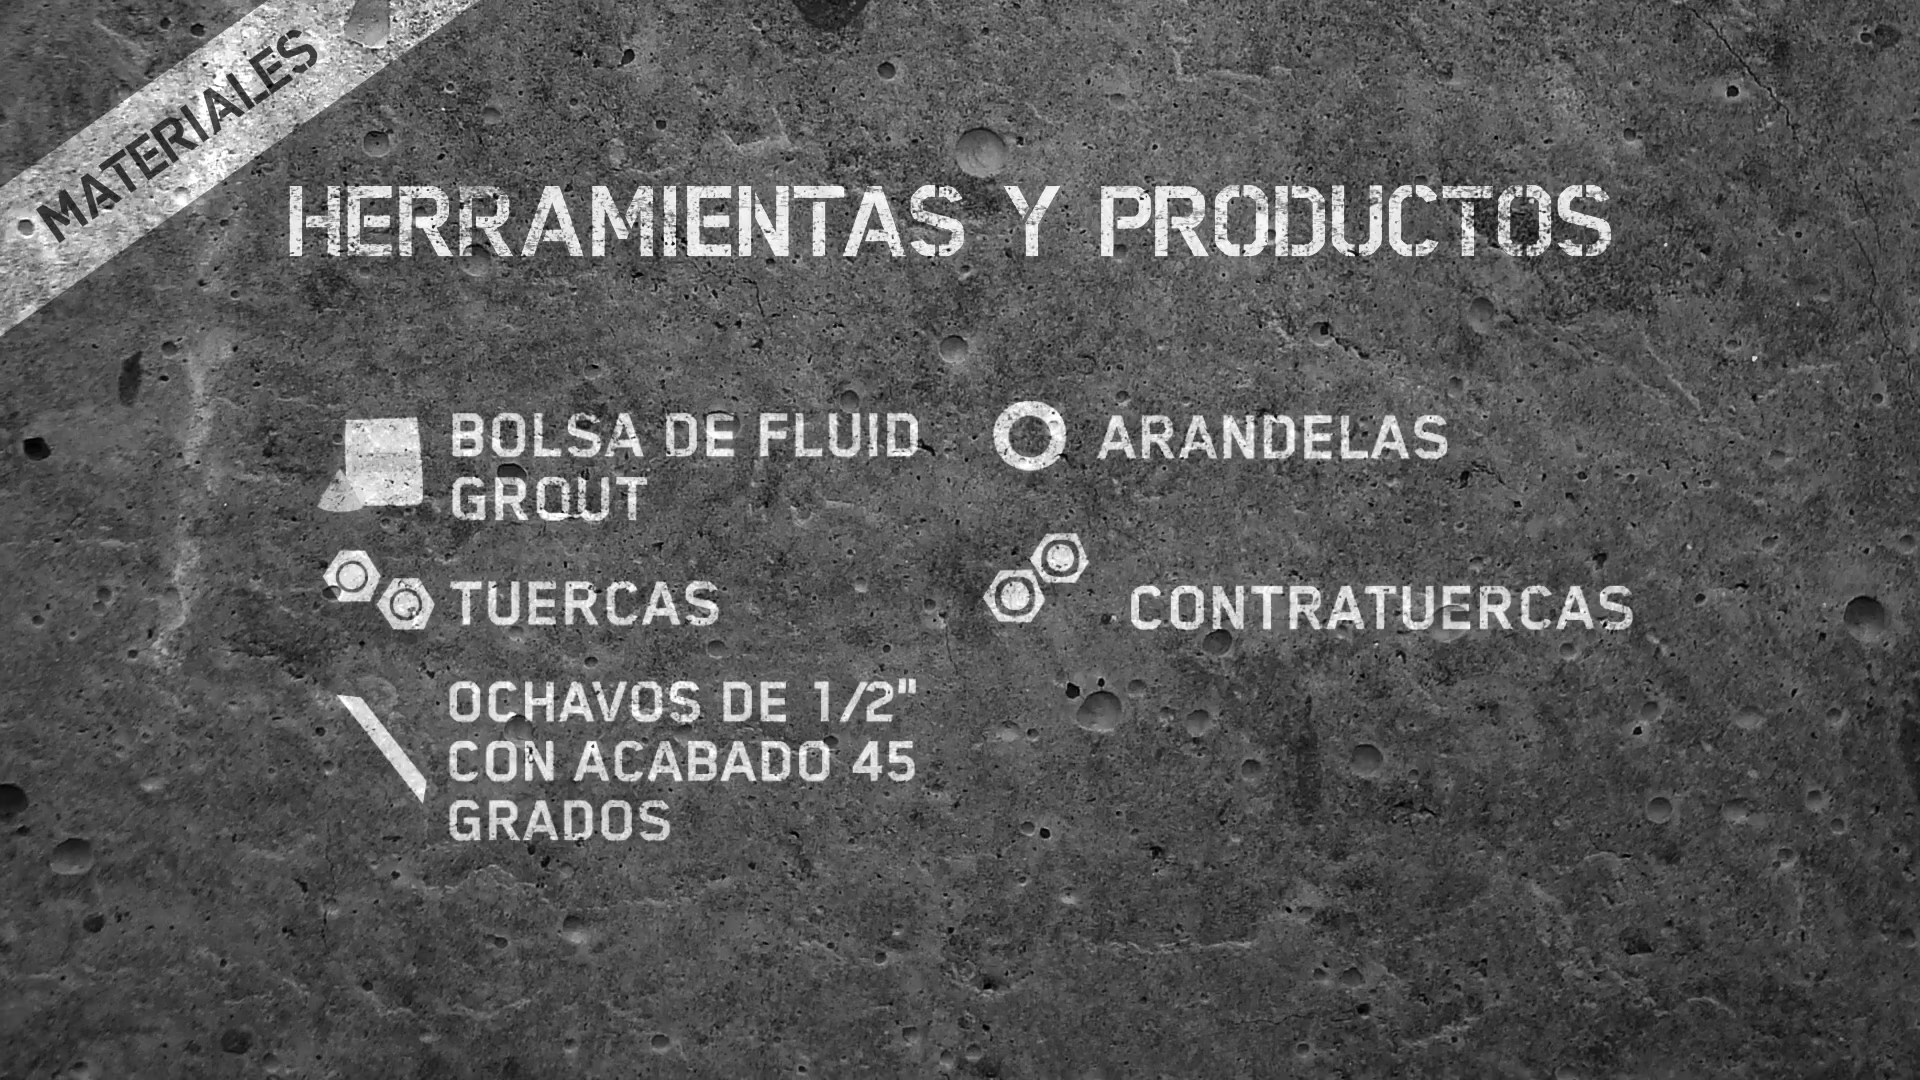 MATERIALES
HERRAMIENTAS Y PRODUCTOS
BOLSA DE FLUID
GROUT
ARANDELAS
TUERCAS
CONTRATUERCAS
OCHAVOS DE 1/2"
CON ACABADO 45
GRADOS